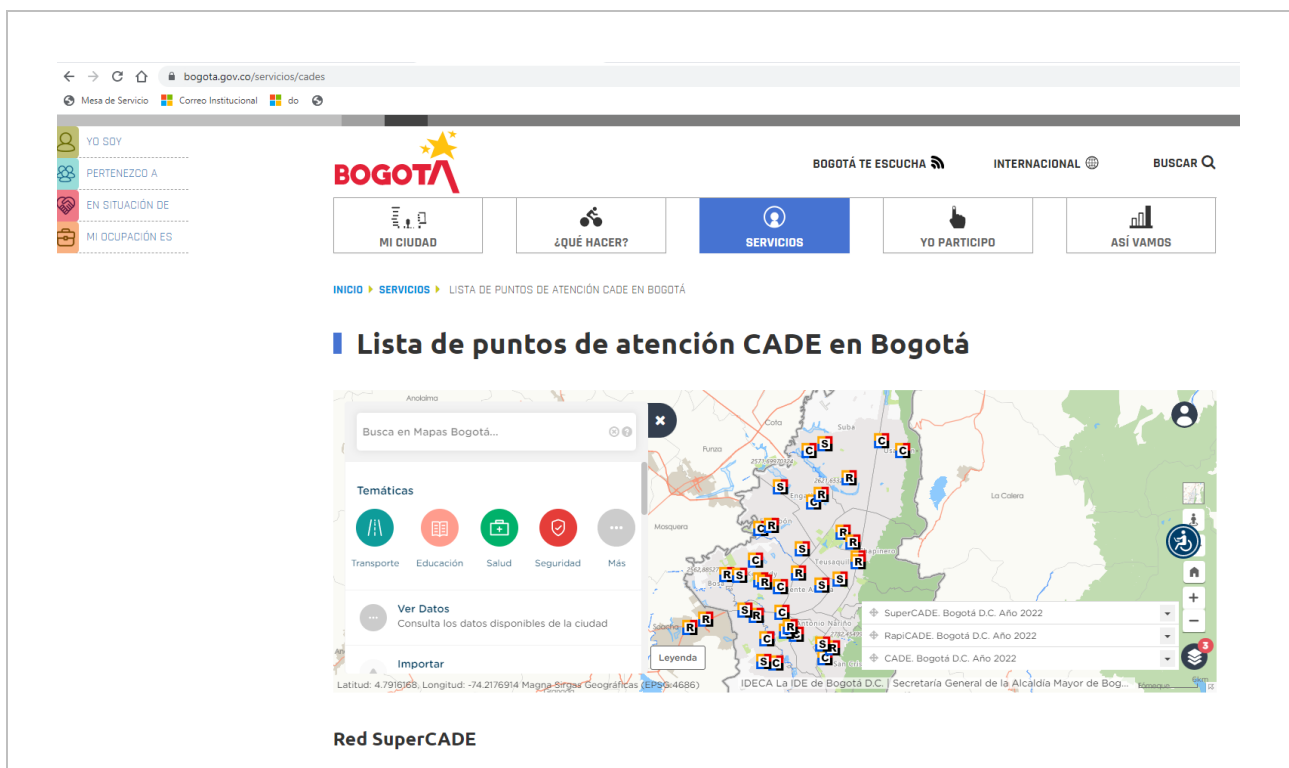 bogota.gov.co/servicios/cades
Mesa de Servicio Correo Institucional do
YO SOY
PERTENEZCO A
EN SITUACIÓN DE
MI OCUPACIÓN ES
BOGOTÁ
BOGOTÁ TE ESCUCHA INTERNACIONAL BUSCAR
MI CIUDAD ¿QUÉ HACER? SERVICIOS YO PARTICIPO ASÍ VAMOS
INICIO SERVICIOS LISTA DE PUNTOS DE ATENCIÓN CADE EN BOGOTÁ
Lista de puntos de atención CADE en Bogotá
Anolaima
Busca en Mapas Bogotá...
Cota Suba
Funza
Temáticas
La Calera
Mosquera
Transporte Educación Salud Seguridad Más
Teusaquillo
Ver Datos
Consulta los datos disponibles de la ciudad
Antonio Nariño
SuperCADE. Bogotá D.C. Año 2022
RapiCADE. Bogotá D.C. Año 2022
CADE. Bogotá D.C. Año 2022
3
Leyenda
Importar
Latitud: 4.7916168, Longitud: -74.2176914 Magna-Sirgas Geográficas (EPSG:4686)
IDECA La IDE de Bogotá D.C. | Secretaría General de la Alcaldía Mayor de Bog...
6km
Red SuperCADE